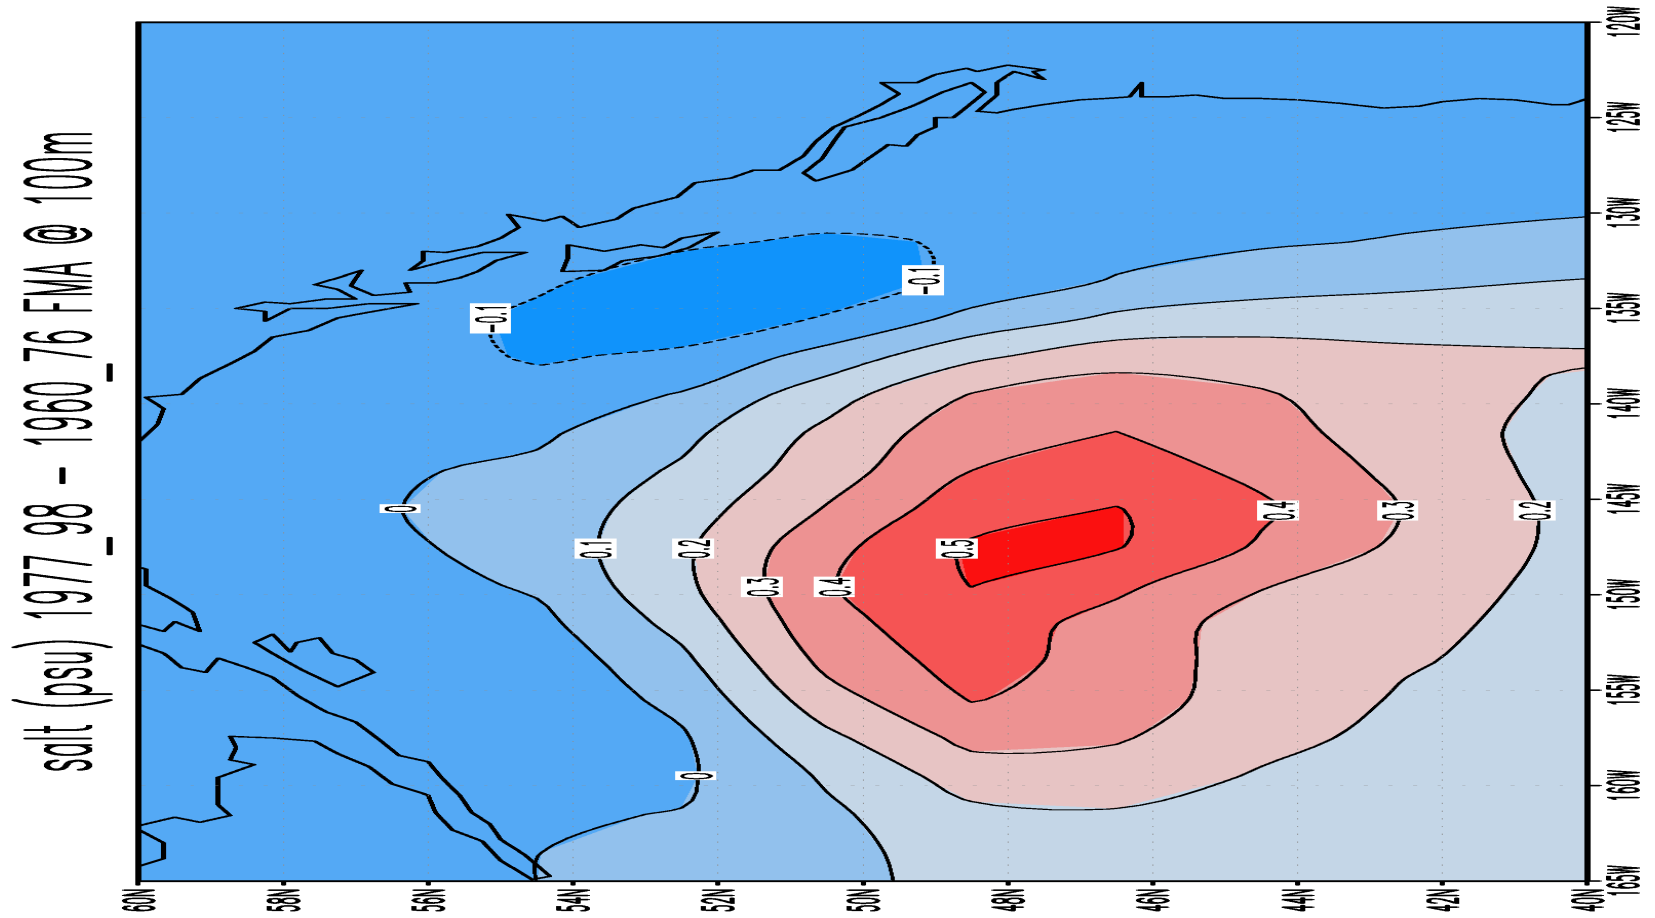 salt (psu) 1977_98 - 1960_76 FMA @ 100m
60N
58N
56N
54N
52N
50N
48N
46N
44N
42N
40N
120W
125W
130W
135W
140W
145W
150W
155W
160W
165W
-0.1
-0.1
0
0.1
0.2
0.3
0.4
0.5
0.4
0.3
0.2
0